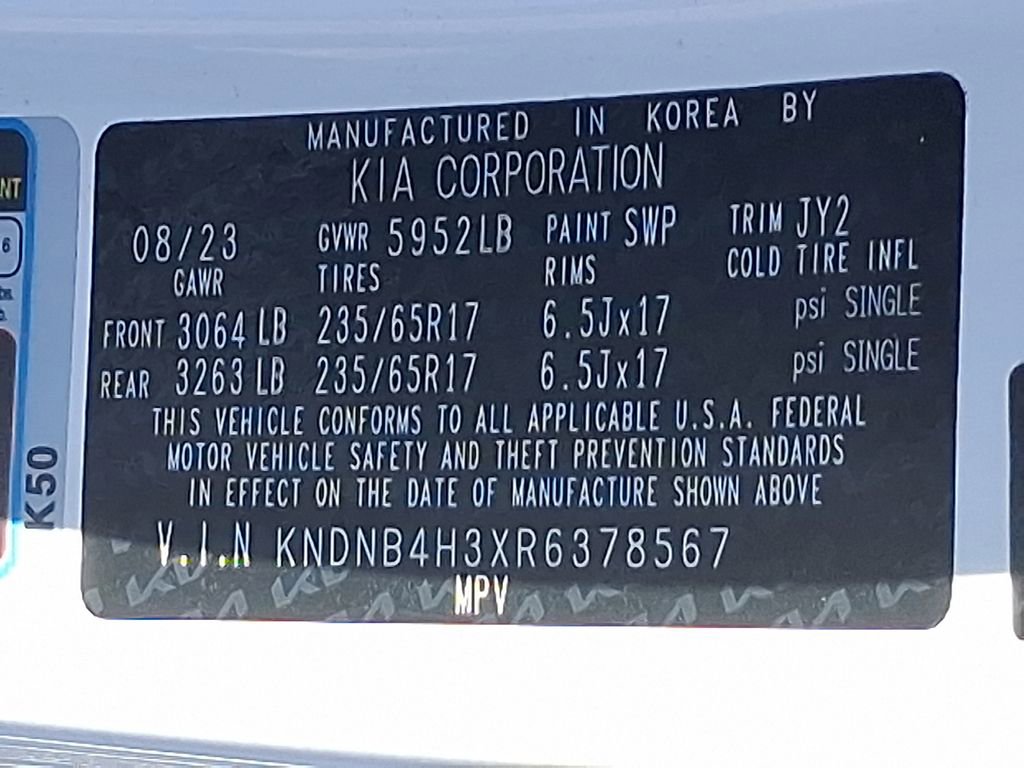 MANUFACTURED IN KOREA BY
KIA CORPORATION
08/23 GVWR 5952LB PAINT SWP TRIM JY2
GAWR TIRES RIMS COLD TIRE INFL
FRONT 3064 LB 235/65R17 6.5Jx17 psi SINGLE
REAR 3263 LB 235/65R17 6.5Jx17 psi SINGLE
THIS VEHICLE CONFORMS TO ALL APPLICABLE U.S.A. FEDERAL
MOTOR VEHICLE SAFETY AND THEFT PREVENTION STANDARDS
IN EFFECT ON THE DATE OF MANUFACTURE SHOWN ABOVE
V.I.N KNDNB4H3XR6378567
MPV
NT
6
K50